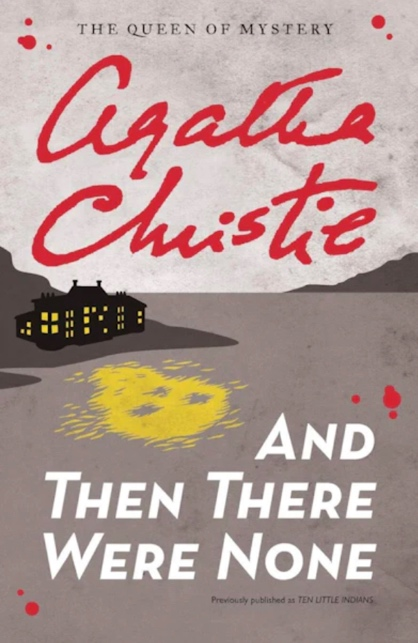 THE QUEEN OF MYSTERY
Agatha
Christie
AND
THEN THERE
WERE NONE
Previously published as TEN LITTLE INDIANS